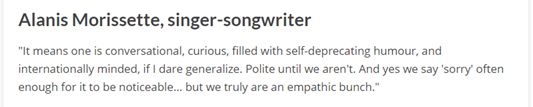 Alanis Morissette, singer-songwriter
"It means one is conversational, curious, filled with self-deprecating humour, and
internationally minded, if I dare generalize. Polite until we aren't. And yes we say 'sorry' often
enough for it to be noticeable... but we truly are an empathic bunch."